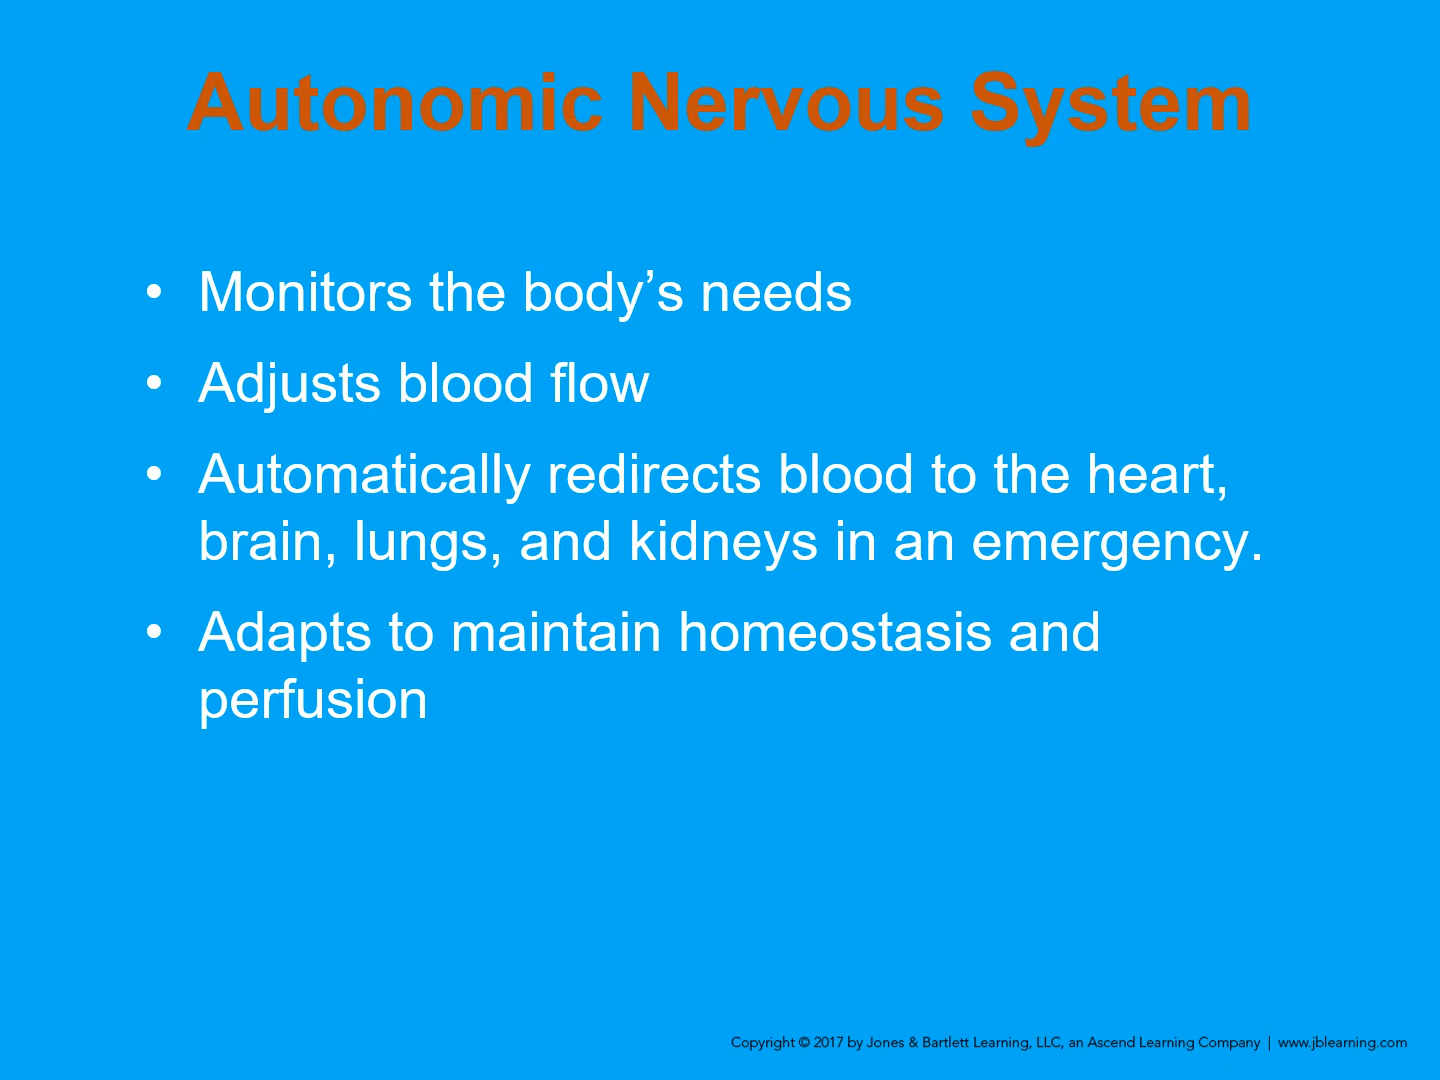 Autonomic Nervous System
• Monitors the body’s needs
• Adjusts blood flow
• Automatically redirects blood to the heart,
brain, lungs, and kidneys in an emergency.
• Adapts to maintain homeostasis and
perfusion
Copyright © 2017 by Jones & Bartlett Learning, LLC, an Ascend Learning Company | www.jblearning.com